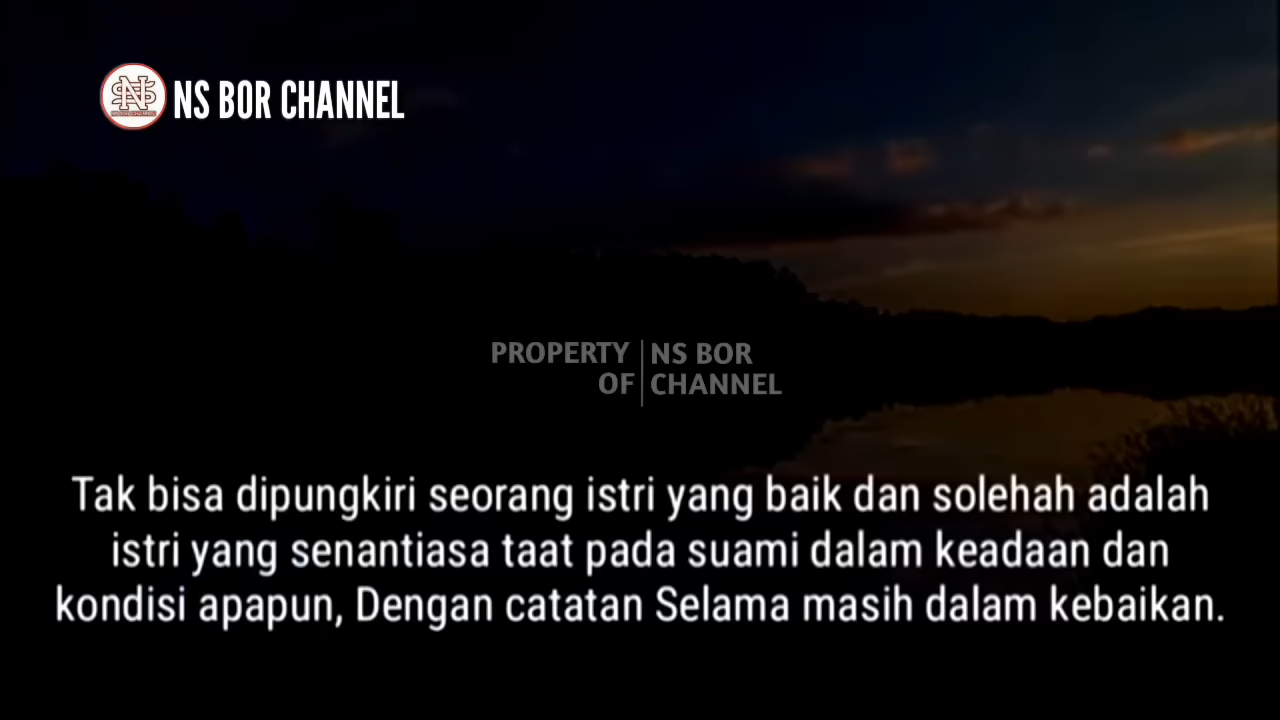 NS BOR CHANNEL
PROPERTY OF
NS BOR CHANNEL
Tak bisa dipungkiri seorang istri yang baik dan solehah adalah
istri yang senantiasa taat pada suami dalam keadaan dan
kondisi apapun, Dengan catatan Selama masih dalam kebaikan.